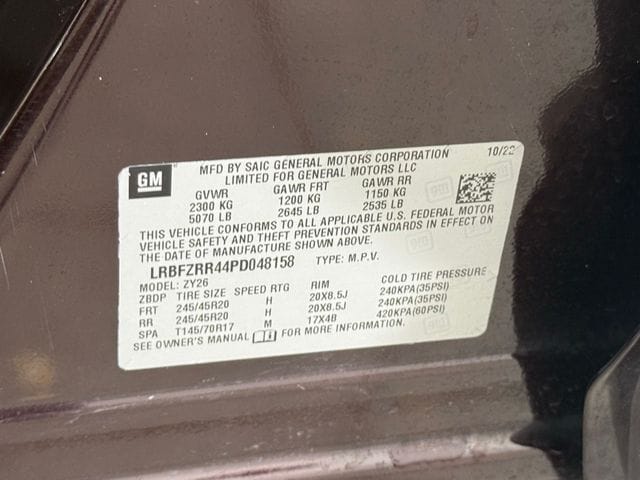 GM
MFD BY SAIC GENERAL MOTORS CORPORATION 10/22
LIMITED FOR GENERAL MOTORS LLC
GVWR GAWR FRT GAWR RR
2300 KG 1200 KG 1150 KG
5070 LB 2645 LB 2535 LB
THIS VEHICLE CONFORMS TO ALL APPLICABLE U.S. FEDERAL MOTOR
VEHICLE SAFETY AND THEFT PREVENTION STANDARDS IN EFFECT ON
THE DATE OF MANUFACTURE SHOWN ABOVE.
LRBFZRR44PD048158 TYPE: M.P.V.
MODEL: ZY26
ZBDP TIRE SIZE SPEED RTG RIM COLD TIRE PRESSURE
FRT 245/45R20 H 20X8.5J 240KPA(35PSI)
RR 245/45R20 H 20X8.5J 240KPA(35PSI)
SPA T145/70R17 M 17X4B 420KPA(60PSI)
SEE OWNER'S MANUAL FOR MORE INFORMATION